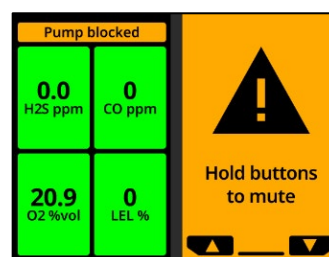 Pump blocked
0.0
H2S ppm
0
CO ppm
20.9
O2 %vol
0
LEL %
!
Hold buttons
to mute